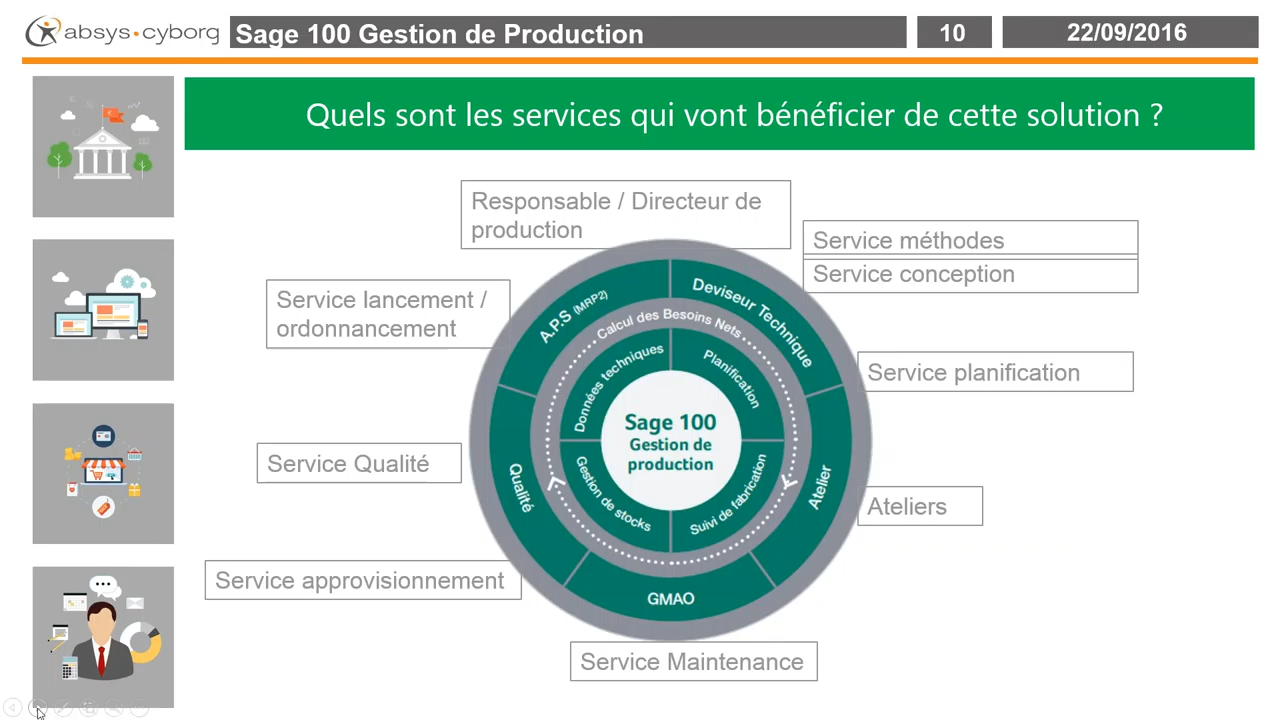 absys•cyborg
Sage 100 Gestion de Production
10
22/09/2016
Quels sont les services qui vont bénéficier de cette solution ?
Responsable / Directeur de
production
Service méthodes
Service conception
Service lancement /
ordonnancement
Service planification
Service Qualité
Ateliers
Service approvisionnement
Service Maintenance
A.P.S (MRP2)
Deviseur Technique
Calcul des Besoins Nets
Données techniques
Planification
Sage 100
Gestion de
production
Qualité
Gestion de stocks
Suivi de fabrication
Atelier
GMAO